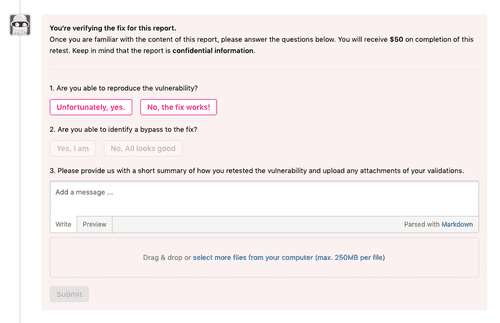 You're verifying the fix for this report.
Once you are familiar with the content of this report, please answer the questions below. You will receive $50 on completion of this
retest. Keep in mind that the report is confidential information.
1. Are you able to reproduce the vulnerability?
Unfortunately, yes. No, the fix works!
2. Are you able to identify a bypass to the fix?
Yes, I am No. All looks good
3. Please provide us with a short summary of how you retested the vulnerability and upload any attachments of your validations.
Add a message ...
Write Preview Parsed with Markdown
Drag & drop or select more files from your computer (max. 250MB per file)
Submit